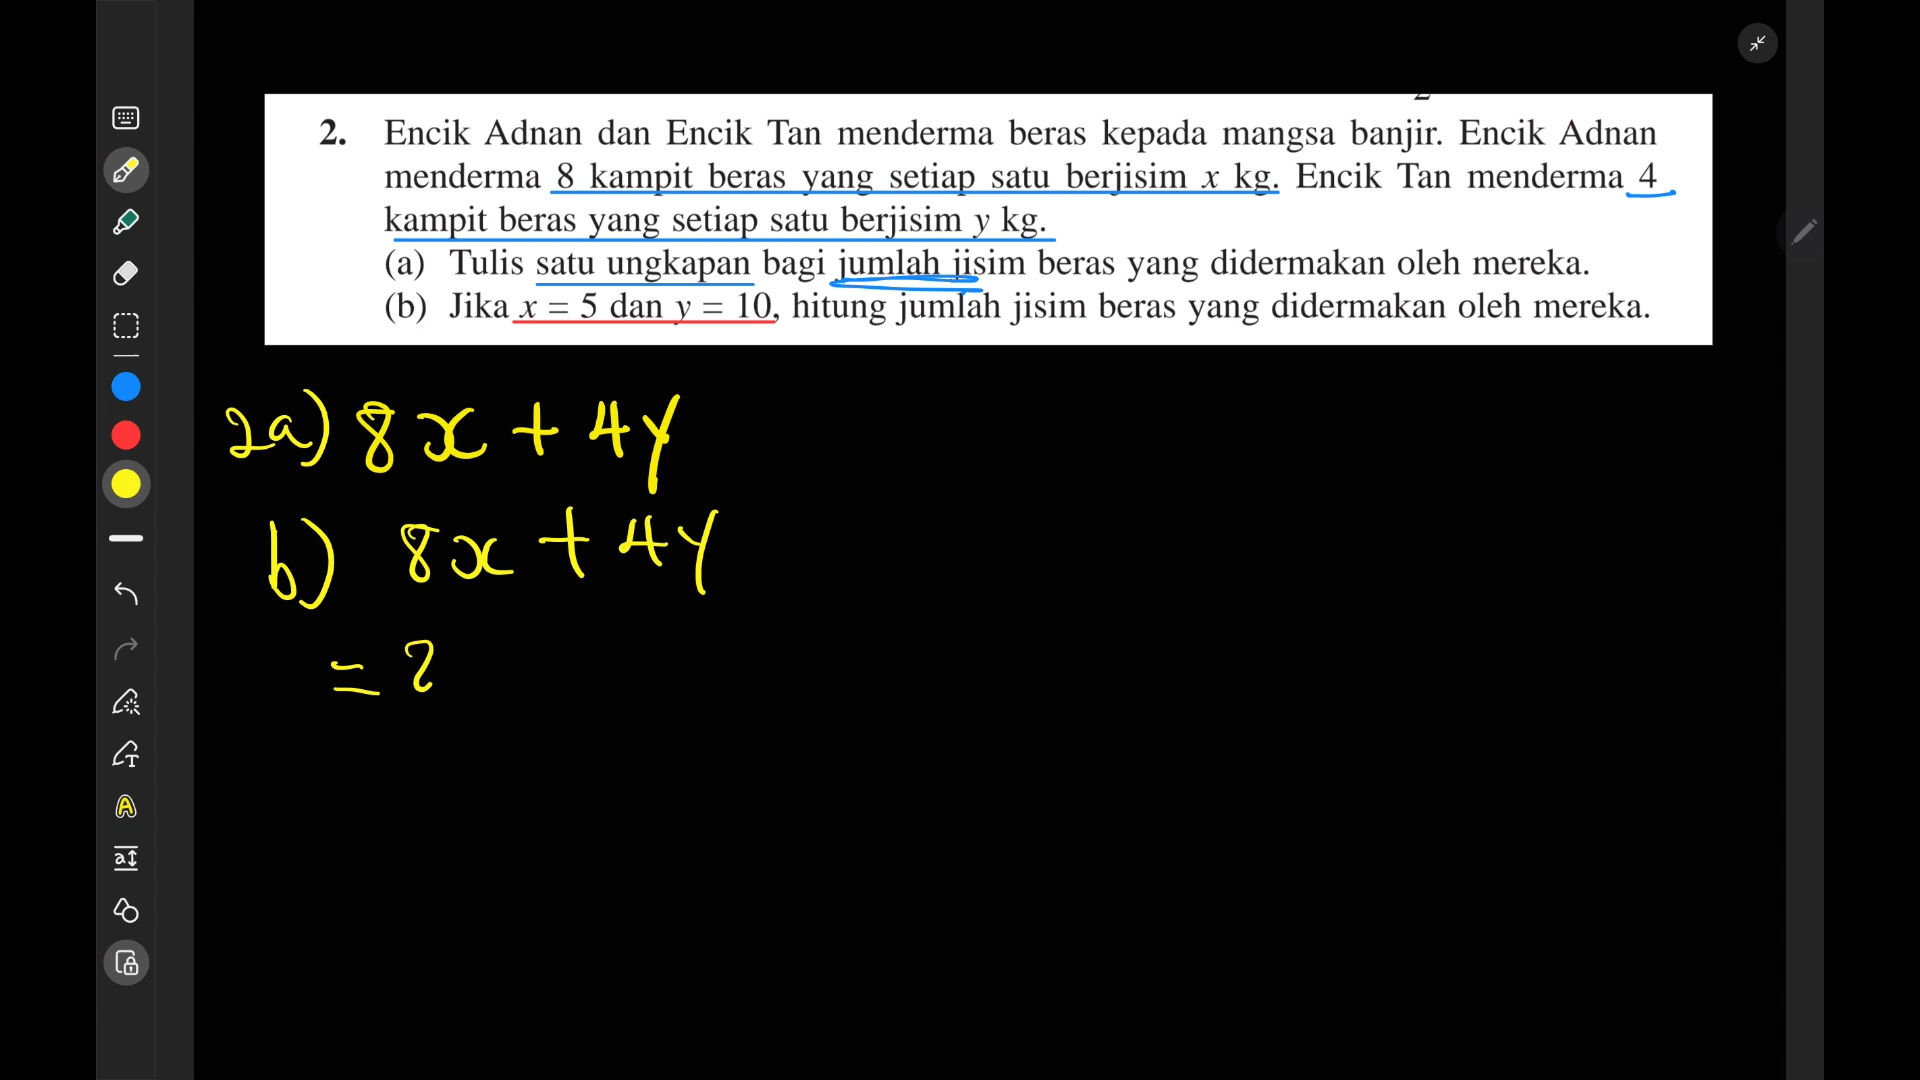 2. Encik Adnan dan Encik Tan menderma beras kepada mangsa banjir. Encik Adnan
menderma 8 kampit beras yang setiap satu berjisim x kg. Encik Tan menderma 4
kampit beras yang setiap satu berjisim y kg.
(a) Tulis satu ungkapan bagi jumlah jisim beras yang didermakan oleh mereka.
(b) Jika x = 5 dan y = 10, hitung jumlah jisim beras yang didermakan oleh mereka.
2a) 8x + 4y
b) 8x + 4y
=